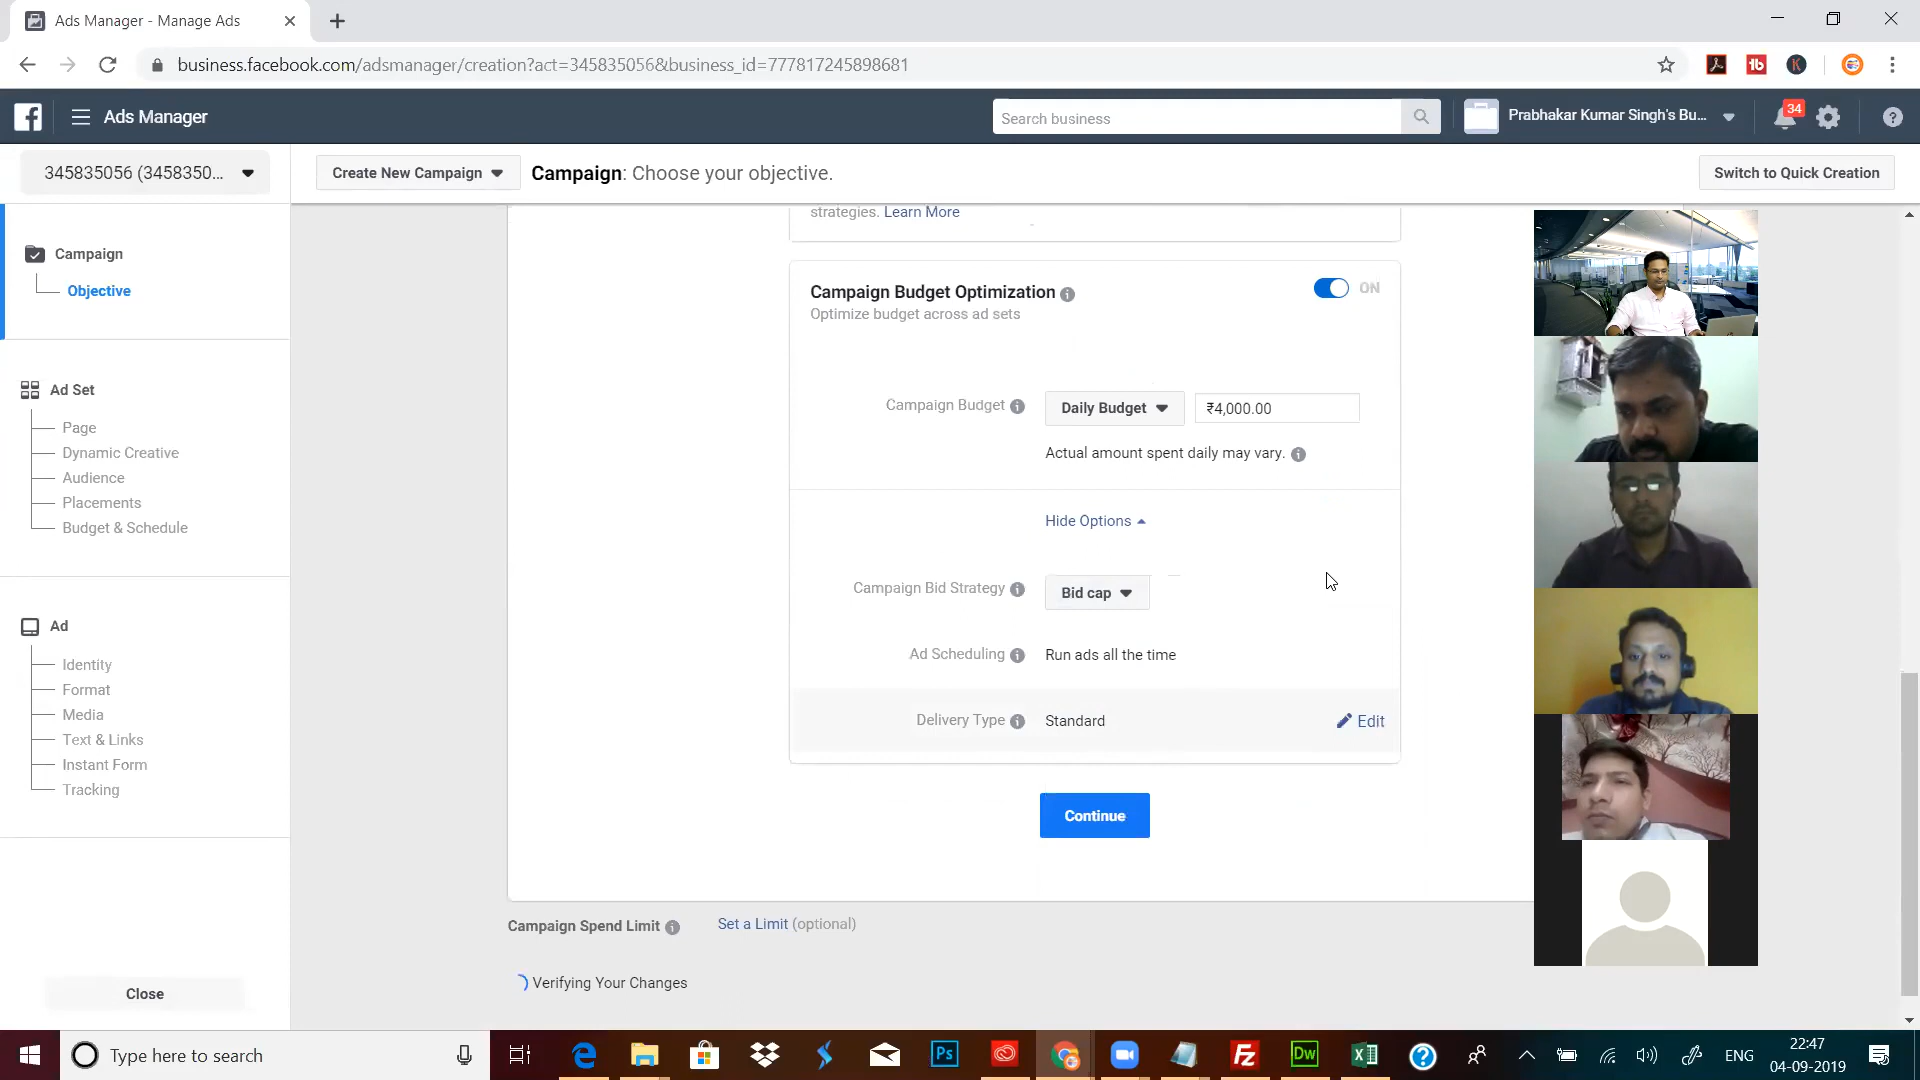 Ads Manager - Manage Ads
business.facebook.com/adsmanager/creation?act=345835056&business_id=777817245898681
Ads Manager
Search business
Prabhakar Kumar Singh's Bu...
34
345835056 (3458350...
Create New Campaign
Campaign: Choose your objective.
Switch to Quick Creation
strategies. Learn More
Campaign
Objective
Campaign Budget Optimization
ON
Optimize budget across ad sets
Ad Set
Page
Dynamic Creative
Audience
Placements
Budget & Schedule
Campaign Budget
Daily Budget
₹4,000.00
Actual amount spent daily may vary.
Hide Options
Campaign Bid Strategy
Bid cap
Ad Scheduling
Run ads all the time
Delivery Type
Standard
Edit
Ad
Identity
Format
Media
Text & Links
Instant Form
Tracking
Continue
Campaign Spend Limit
Set a Limit (optional)
Verifying Your Changes
Close
Type here to search
Ps
Dw
ENG
22:47
04-09-2019